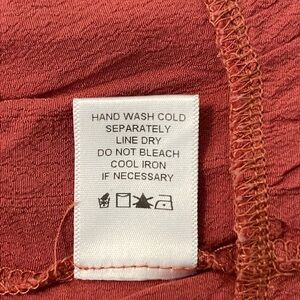 HAND WASH COLD
SEPARATELY
LINE DRY
DO NOT BLEACH
COOL IRON
IF NECESSARY